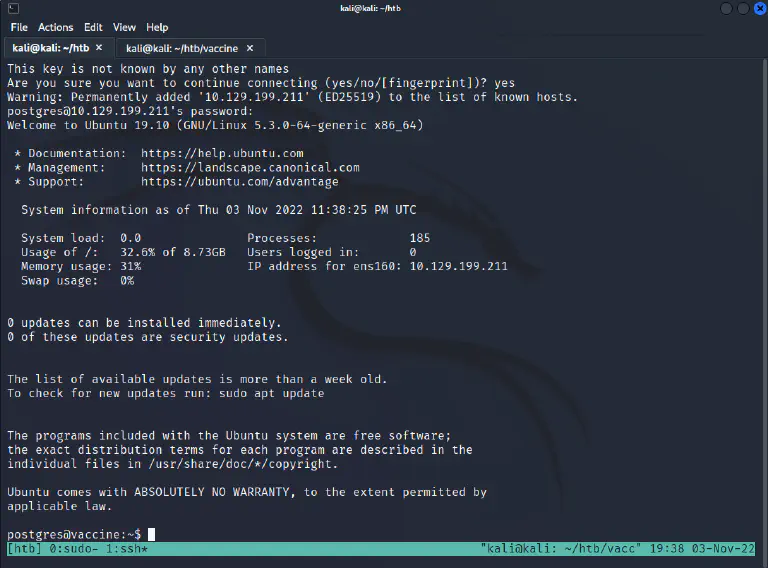 kali@kali: ~/htb
File Actions Edit View Help
kali@kali: ~/htb × kali@kali: ~/htb/vaccine ×
This key is not known by any other names
Are you sure you want to continue connecting (yes/no/[fingerprint])? yes
Warning: Permanently added '10.129.199.211' (ED25519) to the list of known hosts.
postgres@10.129.199.211's password:
Welcome to Ubuntu 19.10 (GNU/Linux 5.3.0-64-generic x86_64)
* Documentation: https://help.ubuntu.com
* Management: https://landscape.canonical.com
* Support: https://ubuntu.com/advantage
System information as of Thu 03 Nov 2022 11:38:25 PM UTC
System load: 0.0 Processes: 185
Usage of /: 32.6% of 8.73GB Users logged in: 0
Memory usage: 31% IP address for ens160: 10.129.199.211
Swap usage: 0%
0 updates can be installed immediately.
0 of these updates are security updates.
The list of available updates is more than a week old.
To check for new updates run: sudo apt update
The programs included with the Ubuntu system are free software;
the exact distribution terms for each program are described in the
individual files in /usr/share/doc/*/copyright.
Ubuntu comes with ABSOLUTELY NO WARRANTY, to the extent permitted by
applicable law.
postgres@vaccine:~$
[htb] 0:sudo- 1:ssh* "kali@kali: ~/htb/vacc" 19:38 03-Nov-22